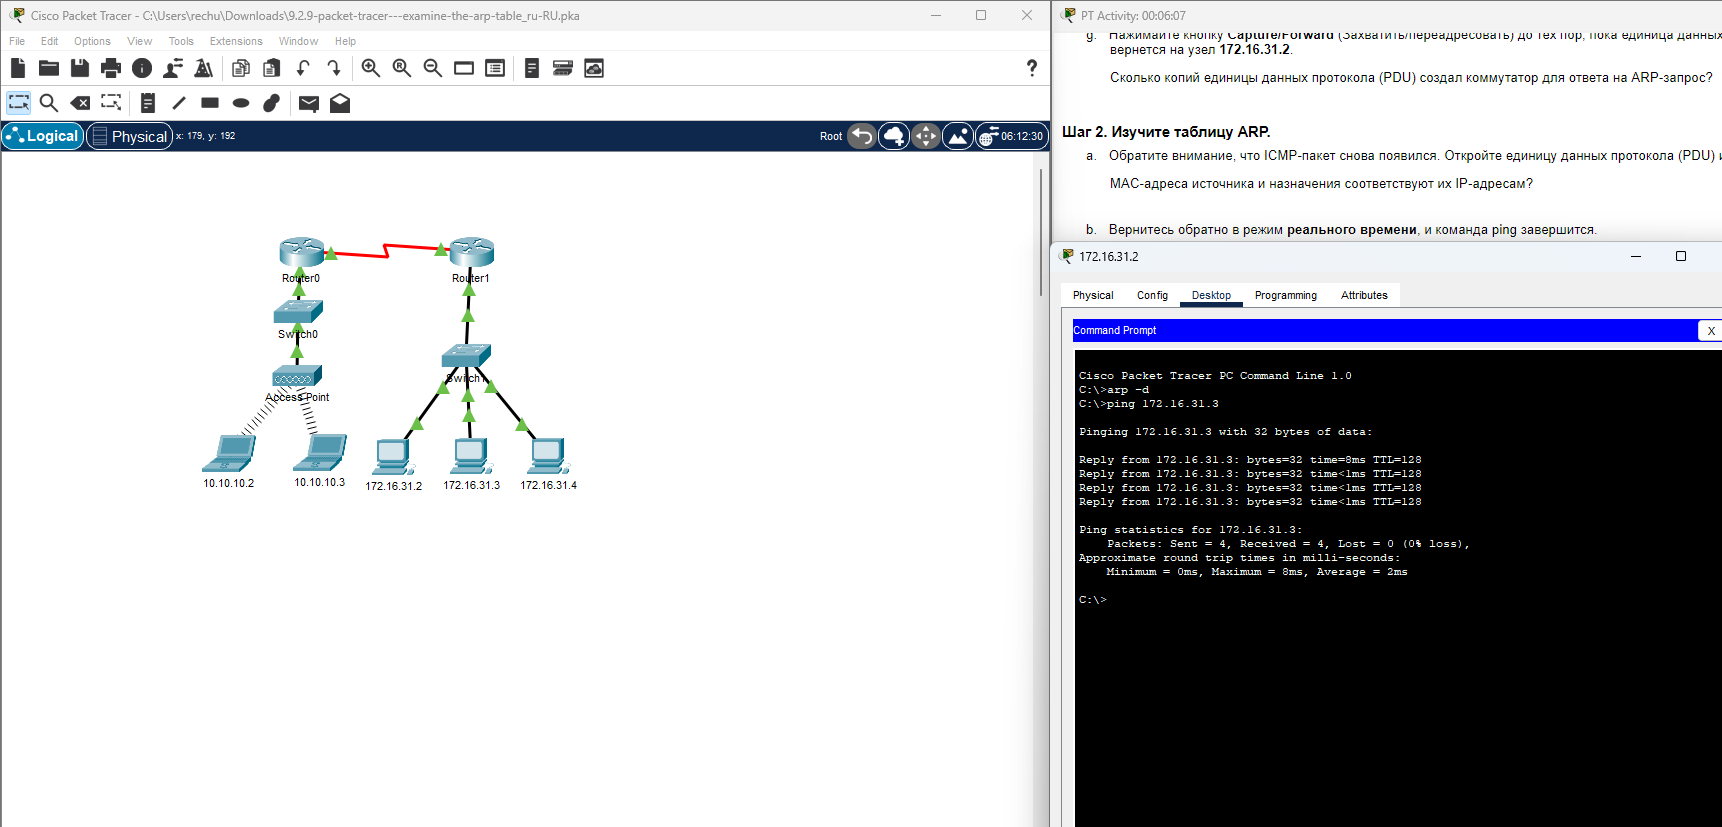 Cisco Packet Tracer - C:\Users\rechu\Downloads\9.2.9-packet-tracer---examine-the-arp-table_ru-RU.pka
File Edit Options View Tools Extensions Window Help
Logical Physical x: 179, y: 192 Root 06:12:30
Router0
Router1
Switch0
Switch1
Access Point
10.10.10.2
10.10.10.3
172.16.31.2
172.16.31.3
172.16.31.4
PT Activity: 00:06:07
g. Нажимайте кнопку Capture/Forward (Захватить/переадресовать) до тех пор, пока единица данных
вернется на узел 172.16.31.2.
Сколько копий единицы данных протокола (PDU) создал коммутатор для ответа на ARP-запрос?
Шаг 2. Изучите таблицу ARP.
a. Обратите внимание, что ICMP-пакет снова появился. Откройте единицу данных протокола (PDU) и
MAC-адреса источника и назначения соответствуют их IP-адресам?
b. Вернитесь обратно в режим реального времени, и команда ping завершится.
172.16.31.2
Physical Config Desktop Programming Attributes
Command Prompt
X
Cisco Packet Tracer PC Command Line 1.0
C:\>arp -d
C:\>ping 172.16.31.3
Pinging 172.16.31.3 with 32 bytes of data:
Reply from 172.16.31.3: bytes=32 time=8ms TTL=128
Reply from 172.16.31.3: bytes=32 time<1ms TTL=128
Reply from 172.16.31.3: bytes=32 time<1ms TTL=128
Reply from 172.16.31.3: bytes=32 time<1ms TTL=128
Ping statistics for 172.16.31.3:
Packets: Sent = 4, Received = 4, Lost = 0 (0% loss),
Approximate round trip times in milli-seconds:
Minimum = 0ms, Maximum = 8ms, Average = 2ms
C:\>